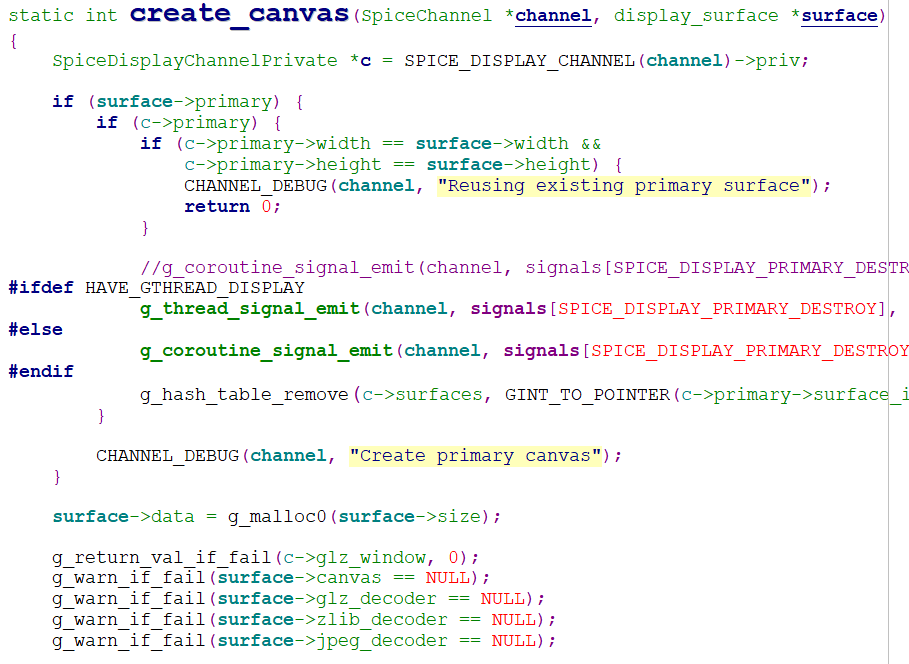 static int create_canvas(SpiceChannel *channel, display_surface *surface)
{
    SpiceDisplayChannelPrivate *c = SPICE_DISPLAY_CHANNEL(channel)->priv;

    if (surface->primary) {
        if (c->primary) {
            if (c->primary->width == surface->width &&
                c->primary->height == surface->height) {
                CHANNEL_DEBUG(channel, "Reusing existing primary surface");
                return 0;
            }

            //g_coroutine_signal_emit(channel, signals[SPICE_DISPLAY_PRIMARY_DESTR
#ifdef HAVE_GTHREAD_DISPLAY
            g_thread_signal_emit(channel, signals[SPICE_DISPLAY_PRIMARY_DESTROY],
#else
            g_coroutine_signal_emit(channel, signals[SPICE_DISPLAY_PRIMARY_DESTROY
#endif
            g_hash_table_remove(c->surfaces, GINT_TO_POINTER(c->primary->surface_i
        }

        CHANNEL_DEBUG(channel, "Create primary canvas");
    }

    surface->data = g_malloc0(surface->size);

    g_return_val_if_fail(c->glz_window, 0);
    g_warn_if_fail(surface->canvas == NULL);
    g_warn_if_fail(surface->glz_decoder == NULL);
    g_warn_if_fail(surface->zlib_decoder == NULL);
    g_warn_if_fail(surface->jpeg_decoder == NULL);